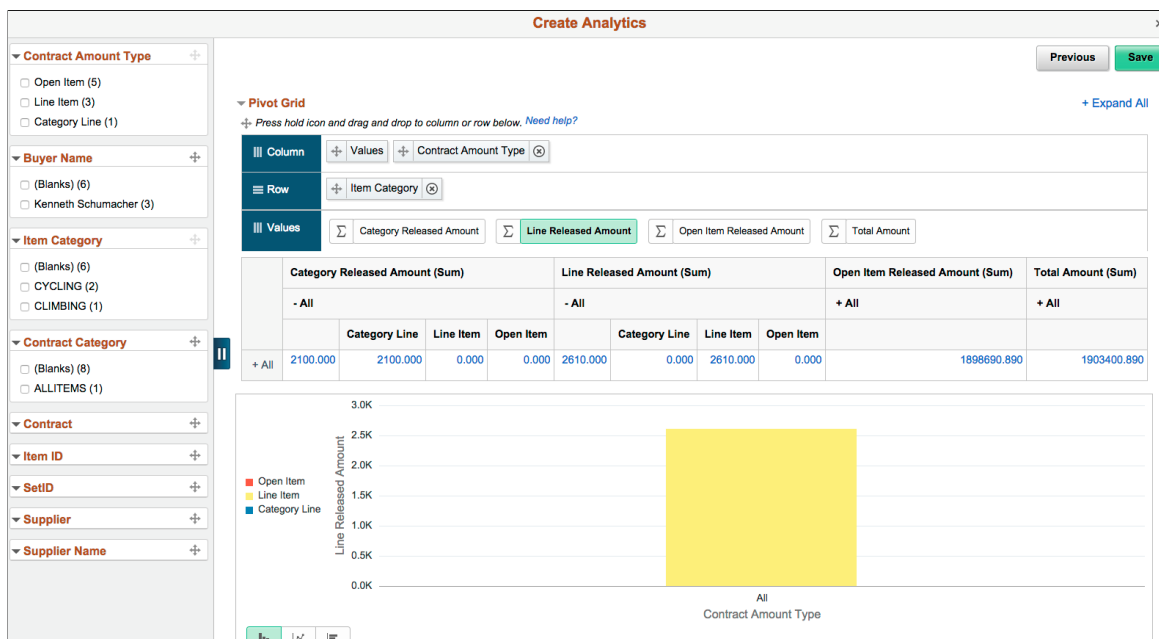 Create Analytics
Previous
Save
Contract Amount Type
Open Item (5)
Line Item (3)
Category Line (1)
Buyer Name
(Blanks) (6)
Kenneth Schumacher (3)
Item Category
(Blanks) (6)
CYCLING (2)
CLIMBING (1)
Contract Category
(Blanks) (8)
ALLITEMS (1)
Contract
Item ID
SetID
Supplier
Supplier Name
Pivot Grid
+ Expand All
Press hold icon and drag and drop to column or row below. Need help?
Column Values Contract Amount Type
Row Item Category
Values Σ Category Released Amount Σ Line Released Amount Σ Open Item Released Amount Σ Total Amount
Category Released Amount (Sum) Line Released Amount (Sum) Open Item Released Amount (Sum) Total Amount (Sum)
- All - All + All + All
Category Line Line Item Open Item Category Line Line Item Open Item
+ All 2100.000 2100.000 0.000 0.000 2610.000 0.000 2610.000 0.000 1898690.890 1903400.890
3.0K
2.5K
2.0K
1.5K
1.0K
0.5K
0.0K
Line Released Amount
Open Item
Line Item
Category Line
All
Contract Amount Type